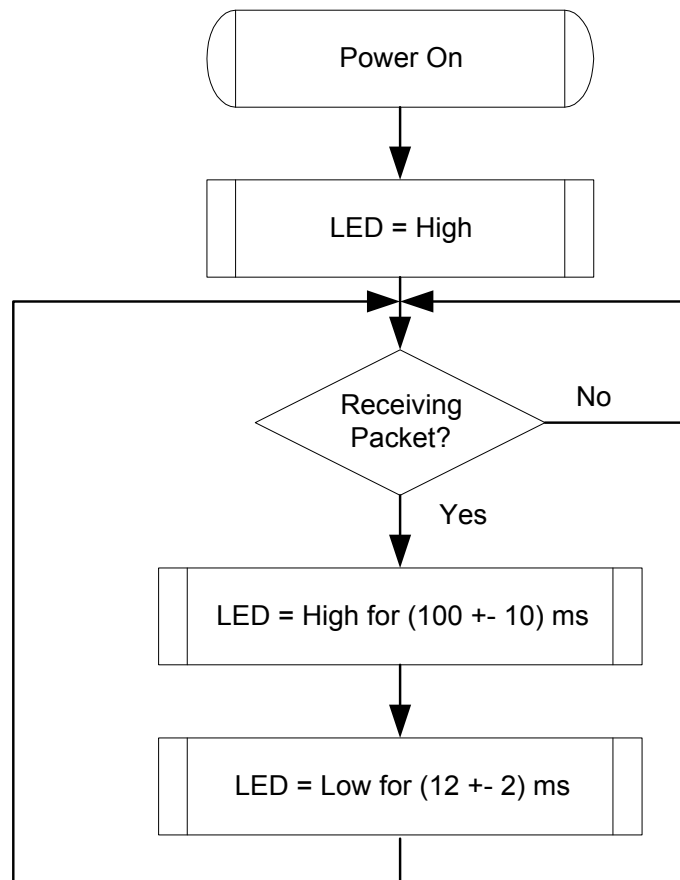 Power On
LED = High
Receiving
Packet?
No
Yes
LED = High for (100 +- 10) ms
LED = Low for (12 +- 2) ms